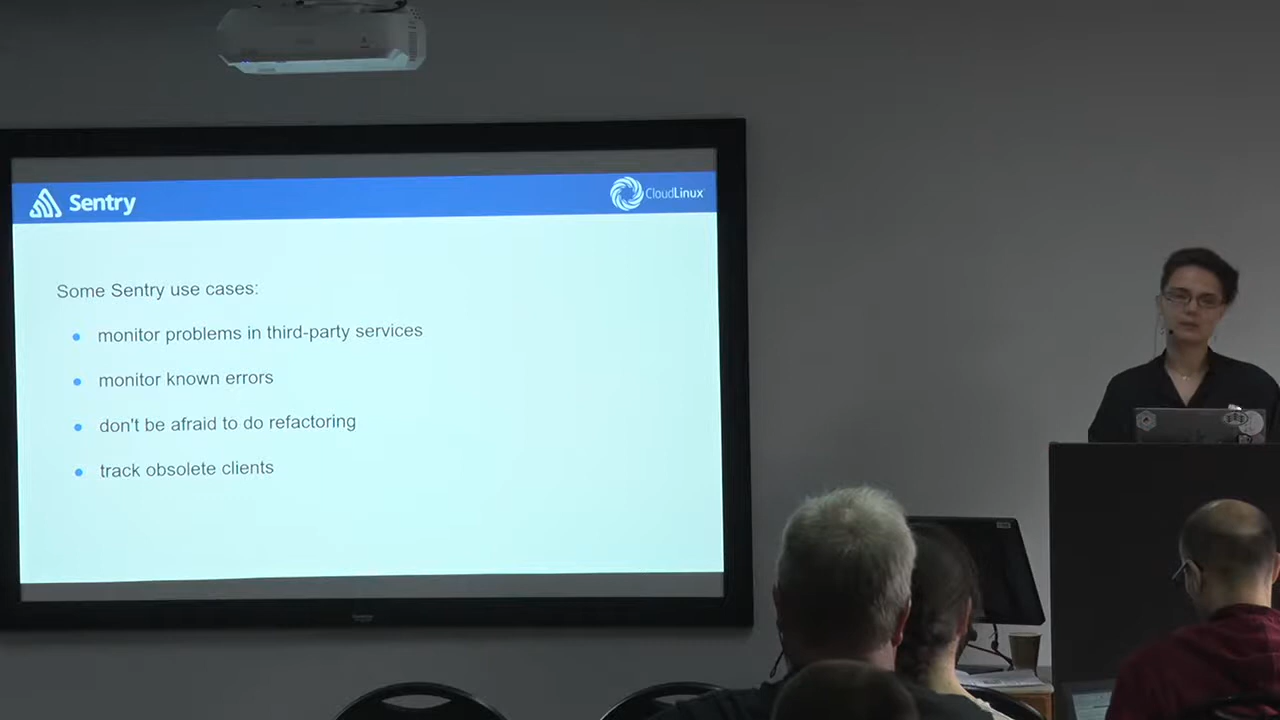 Sentry
CloudLinux
Some Sentry use cases:
monitor problems in third-party services
monitor known errors
don't be afraid to do refactoring
track obsolete clients